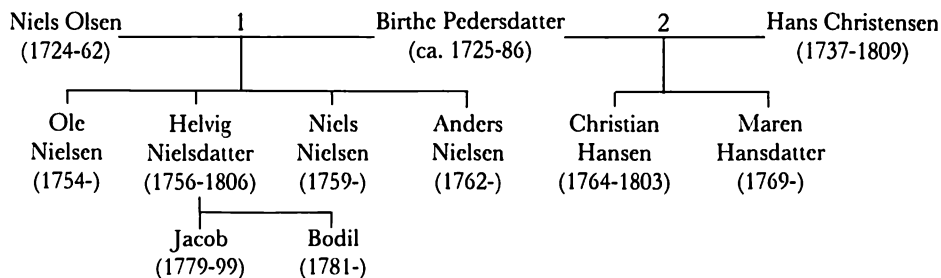 Niels Olsen 1 Birthe Pedersdatter 2 Hans Christensen
(1724-62) (ca. 1725-86) (1737-1809)
Ole Helvig Niels Anders Christian Maren
Nielsen Nielsdatter Nielsen Nielsen Hansen Hansdatter
(1754-) (1756-1806) (1759-) (1762-) (1764-1803) (1769-)
Jacob Bodil
(1779-99) (1781-)